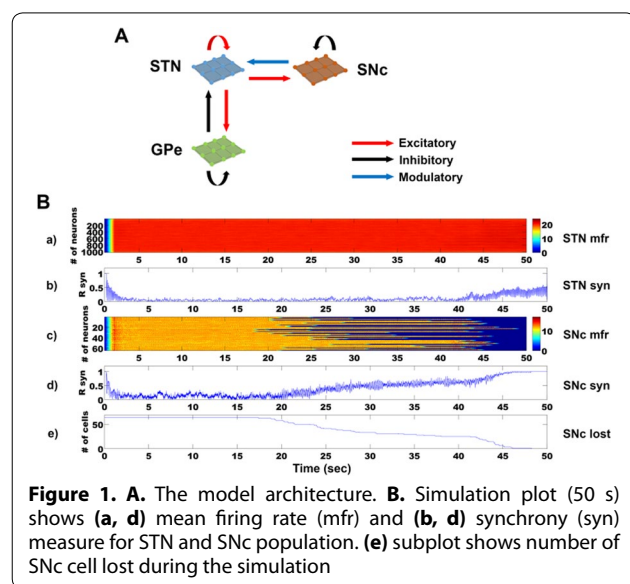 A
STN
SNc
GPe
Excitatory
Inhibitory
Modulatory
B
a)
# of neurons
200
400
600
800
1000
5 10 15 20 25 30 35 40 45 50
20
10
0
STN mfr
b)
R syn
1
0.5
0
5 10 15 20 25 30 35 40 45 50
STN syn
c)
# of neurons
20
40
60
5 10 15 20 25 30 35 40 45 50
10
5
0
SNc mfr
d)
R syn
1
0.5
0
5 10 15 20 25 30 35 40 45 50
SNc syn
e)
# of cells
50
0
0 5 10 15 20 25 30 35 40 45 50
SNc lost
Time (sec)
Figure 1. A. The model architecture. B. Simulation plot (50 s)
shows (a, d) mean firing rate (mfr) and (b, d) synchrony (syn)
measure for STN and SNc population. (e) subplot shows number of
SNc cell lost during the simulation